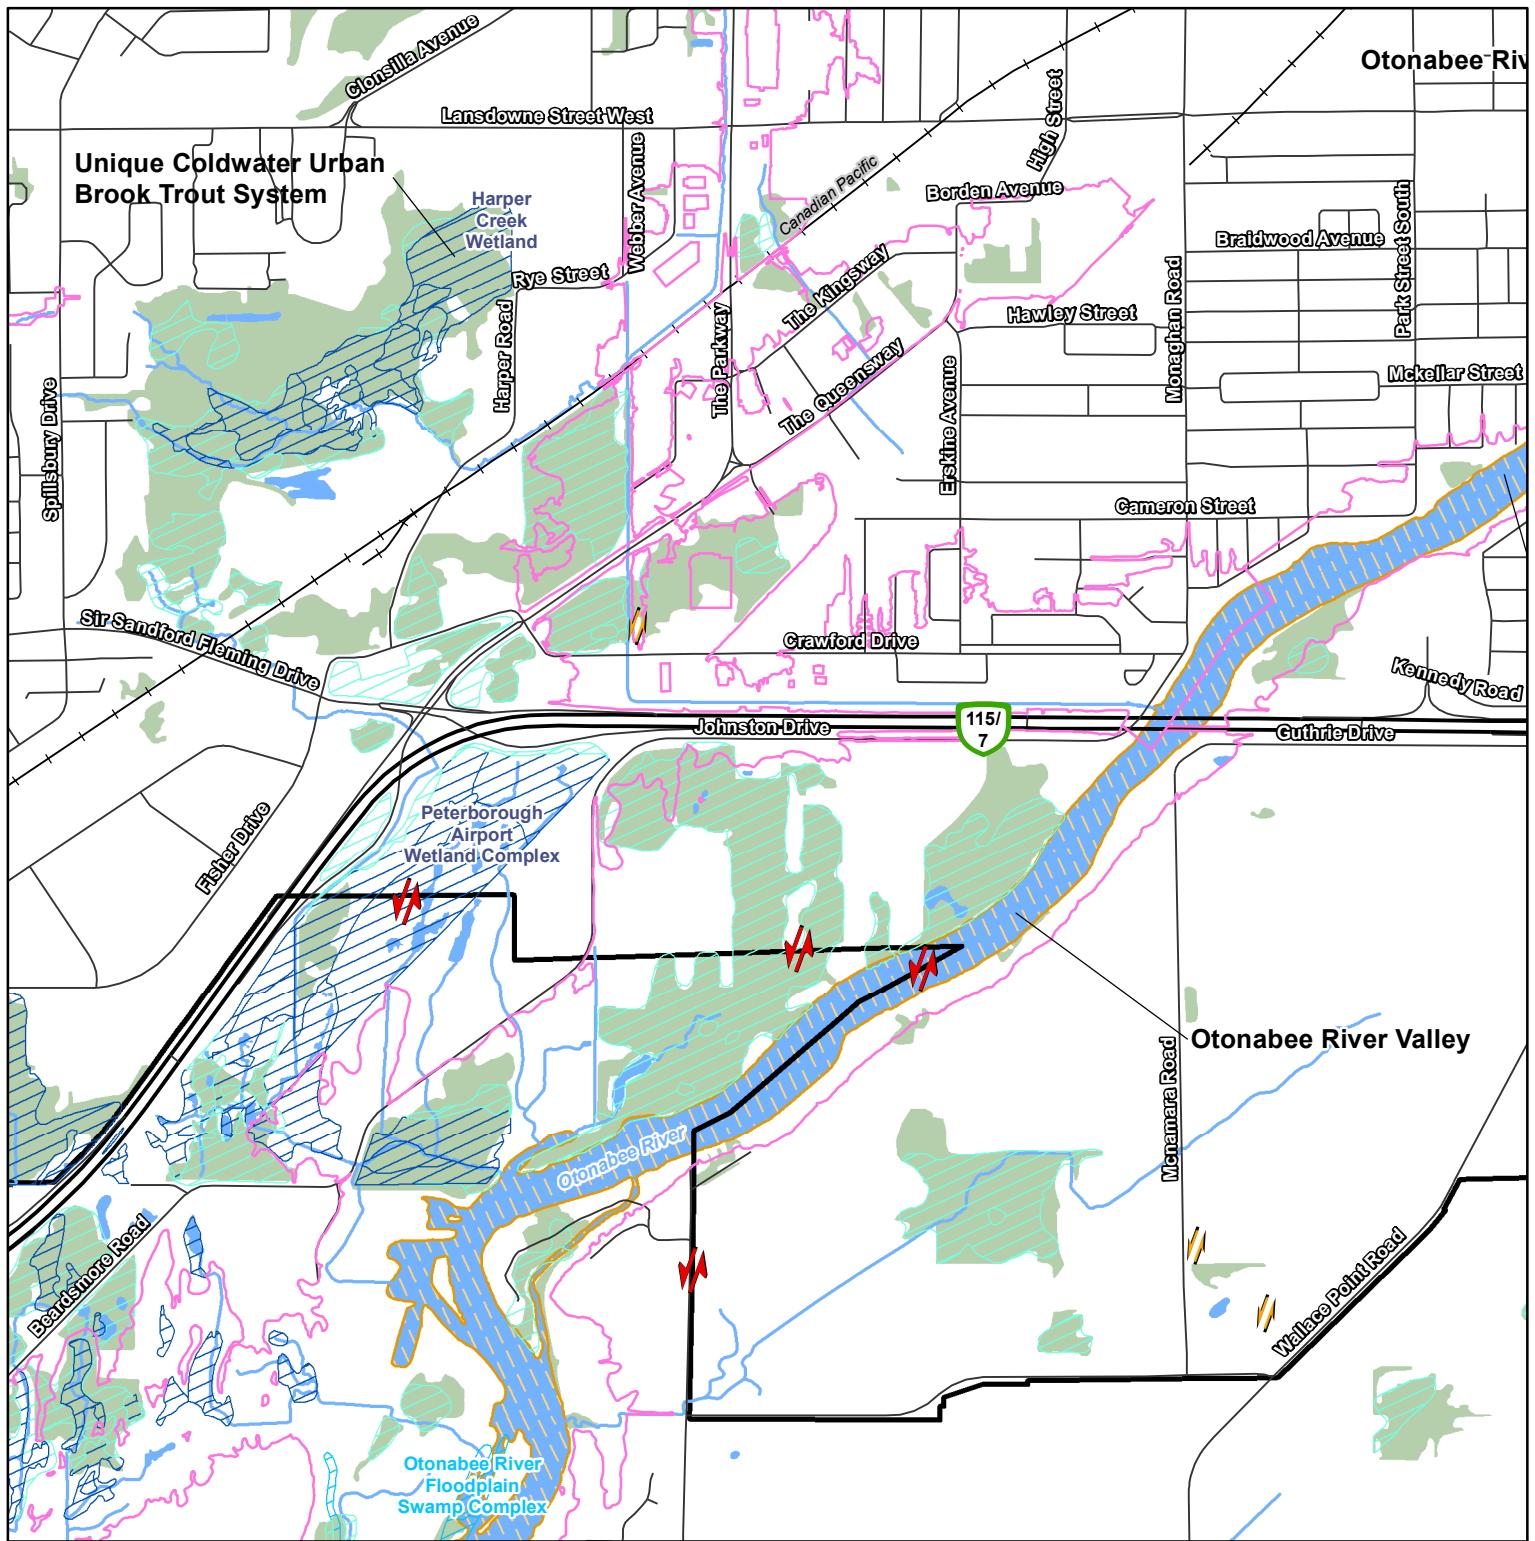 Clonsilla Avenue
Otonabee Riv
Lansdowne Street West
High Street
Unique Coldwater Urban
Brook Trout System
Harper
Creek
Wetland
Webber Avenue
Canadian Pacific
Borden Avenue
Park Street South
Braidwood Avenue
Rye Street
The Kingsway
Monaghan Road
Hawley Street
Harper Road
The Parkway
The Queensway
Mckellar Street
Erskine Avenue
Spillsbury Drive
Cameron Street
Sir Sandford Fleming Drive
Crawford Drive
Kennedy Road
Johnston Drive
115/
7
Guthrie Drive
Fisher Drive
Peterborough
Airport
Wetland Complex
Otonabee River Valley
Mcnamara Road
Otonabee River
Beardsmore Road
Wallace Point Road
Otonabee River
Floodplain
Swamp Complex